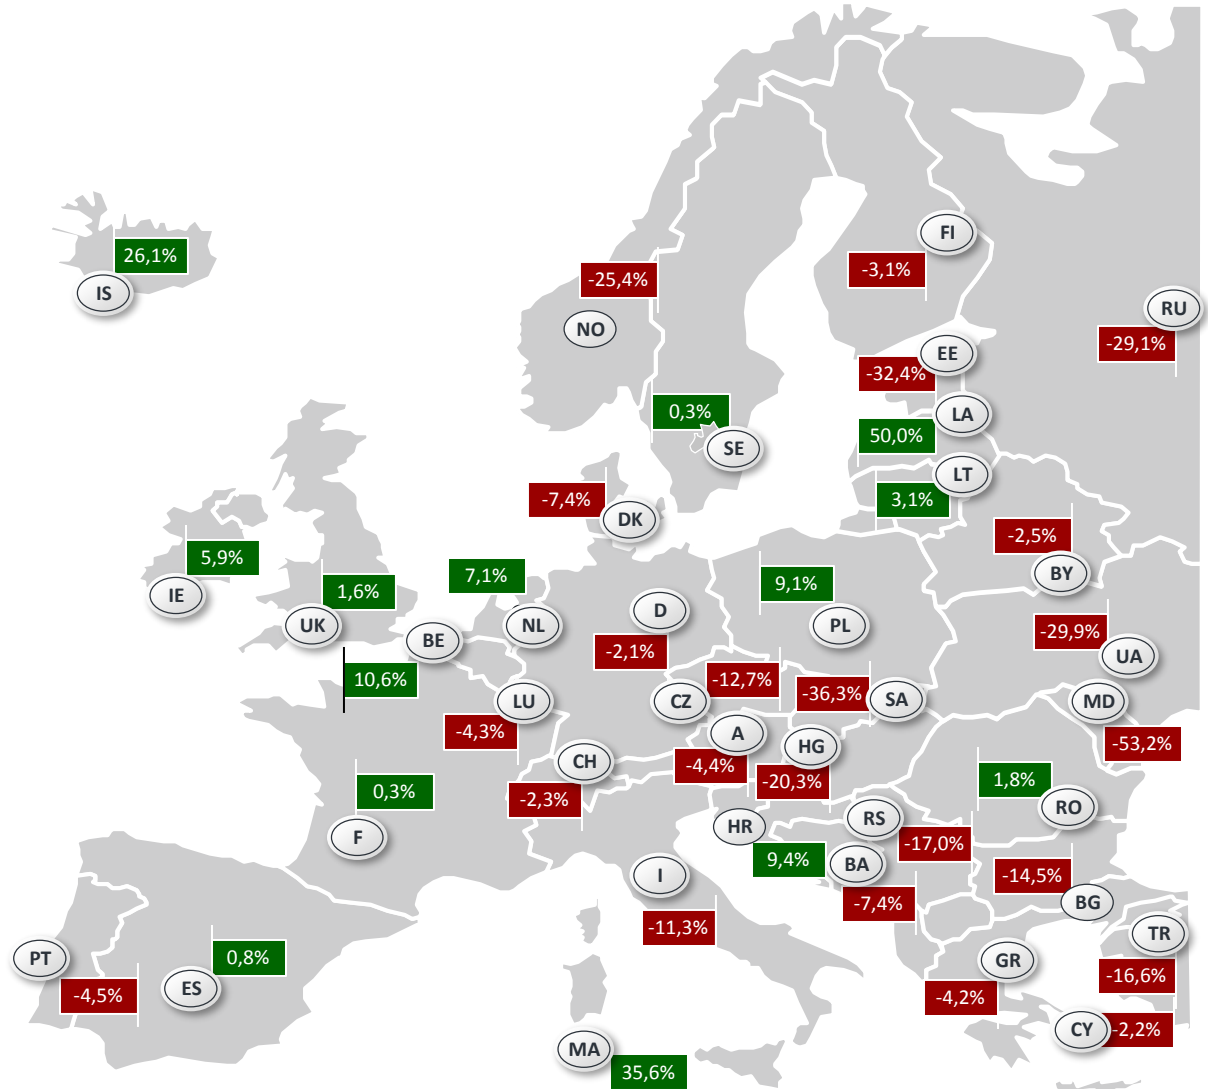 26,1%
IS
FI
-3,1%
-25,4%
NO
RU
-29,1%
EE
-32,4%
0,3%
SE
LA
50,0%
LT
3,1%
-7,4%
DK
-2,5%
BY
5,9%
IE
1,6%
UK
7,1%
NL
BE
10,6%
D
-2,1%
9,1%
PL
-29,9%
UA
LU
-4,3%
-12,7%
CZ
-36,3%
SA
MD
-53,2%
A
-4,4%
HG
-20,3%
CH
-2,3%
0,3%
F
1,8%
RO
HR
9,4%
RS
-17,0%
BA
-7,4%
I
-11,3%
-14,5%
BG
PT
-4,5%
0,8%
ES
GR
-4,2%
TR
-16,6%
CY
-2,2%
MA
35,6%